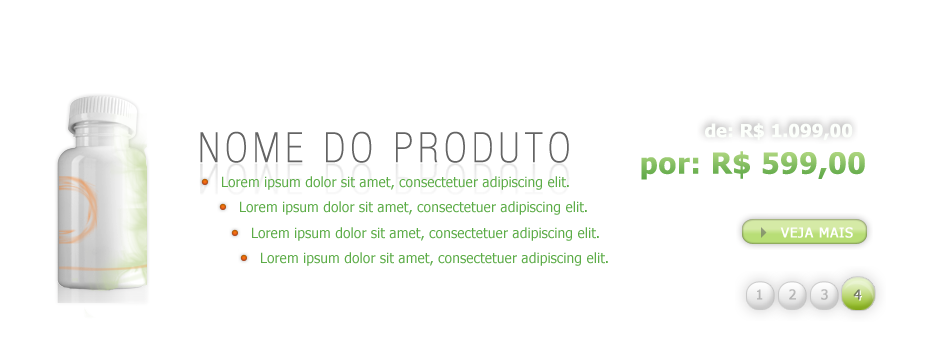 NOME DO PRODUTO
Lorem ipsum dolor sit amet, consectetuer adipiscing elit.
Lorem ipsum dolor sit amet, consectetuer adipiscing elit.
Lorem ipsum dolor sit amet, consectetuer adipiscing elit.
Lorem ipsum dolor sit amet, consectetuer adipiscing elit.
de: R$ 1.099,00
por: R$ 599,00
VEJA MAIS
1 2 3 4